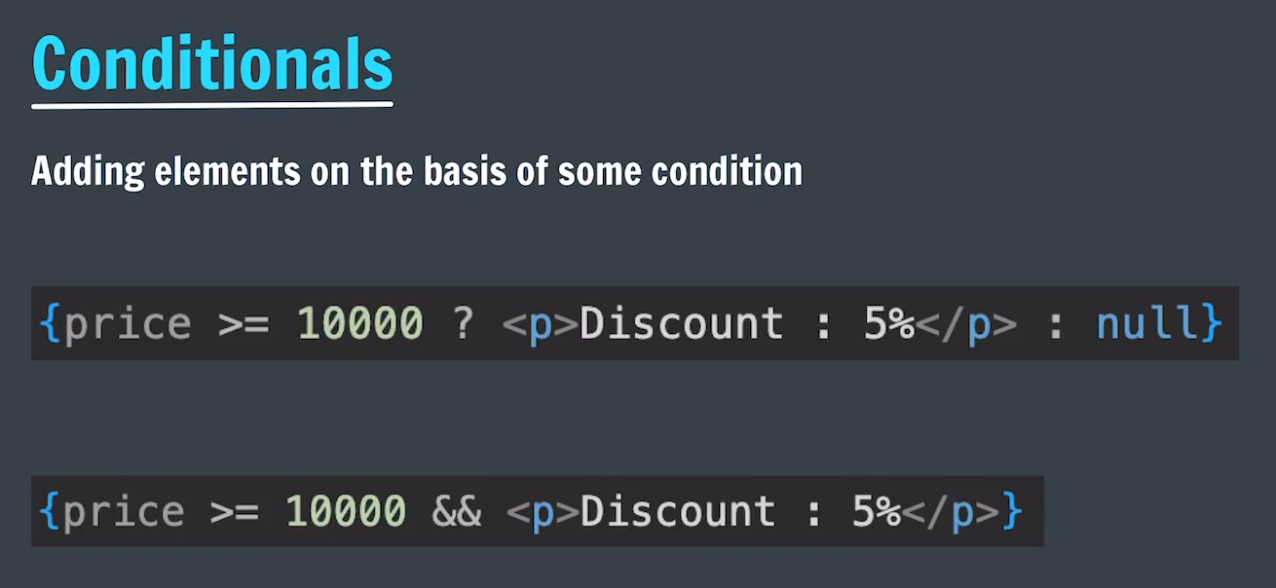 Conditionals
Adding elements on the basis of some condition
{price >= 10000 ? <p>Discount : 5%</p> : null}
{price >= 10000 && <p>Discount : 5%</p>}